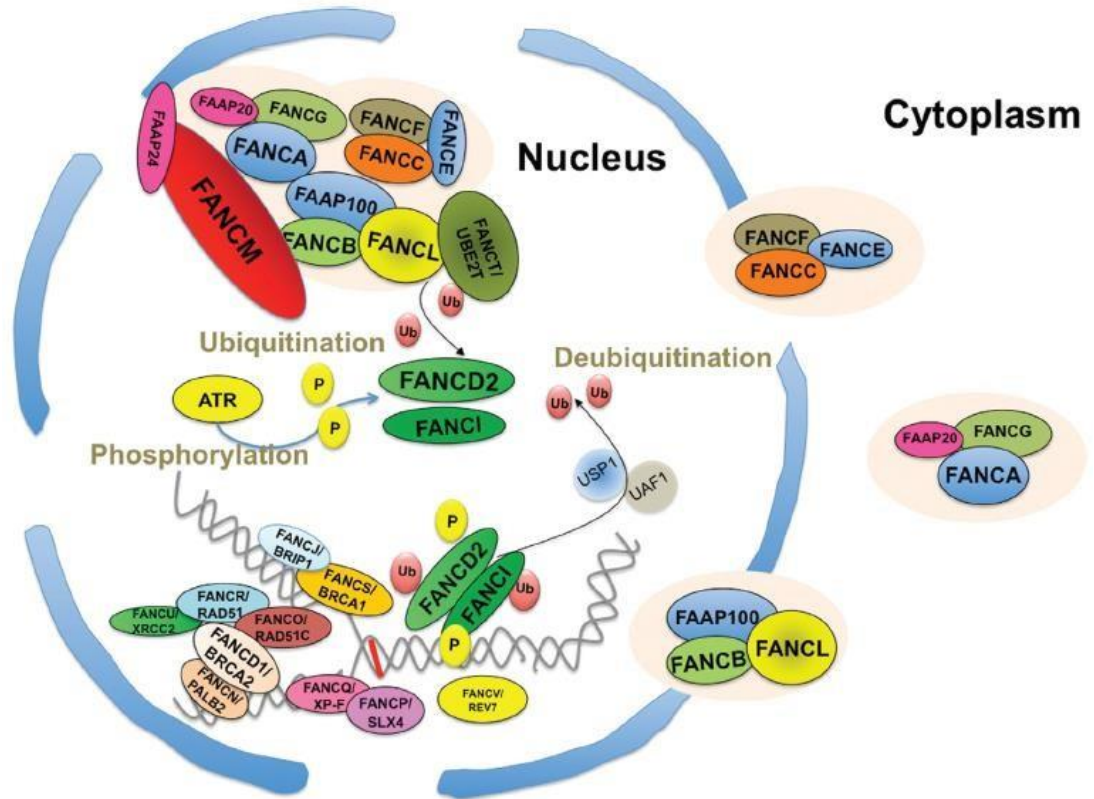 Cytoplasm
Nucleus
FAAP24
FAAP20
FANCG
FANCF
FANCE
FANCA
FANCC
FANCM
FAAP100
FANCB
FANCL
FANCT/
UBE2T
Ub
Ub
Ubiquitination
FANCD2
FANCI
ATR
P
P
Phosphorylation
Deubiquitination
Ub
Ub
USP1
UAF1
FANCF
FANCE
FANCC
FAAP20
FANCG
FANCA
FAAP100
FANCB
FANCL
P
Ub
FANCD2
FANCI
Ub
P
FANCJ/
BRIP1
FANCS/
BRCA1
FANCR/
RAD51
FANCU/
XRCC2
FANCO/
RAD51C
FANCD1/
BRCA2
FANCN/
PALB2
FANCQ/
XP-F
FANCP/
SLX4
FANCV/
REV7